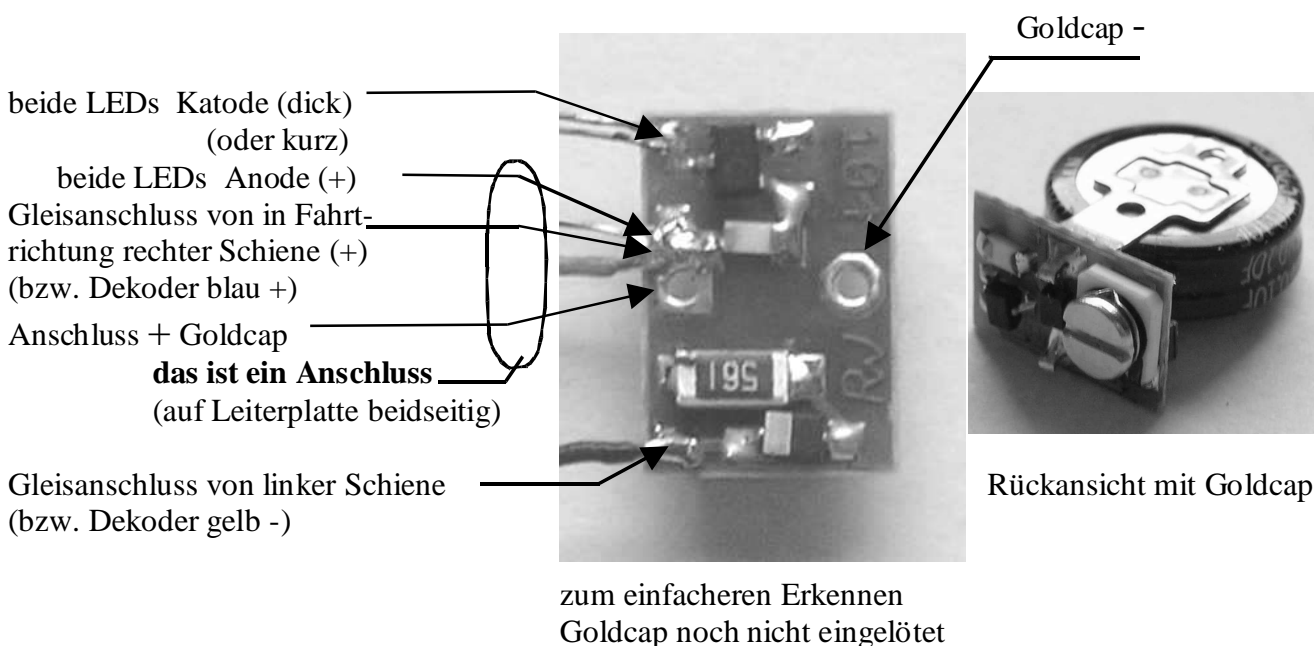 Goldcap -
beide LEDs Katode (dick)
(oder kurz)
beide LEDs Anode (+)
Gleisanschluss von in Fahrt-
richtung rechter Schiene (+)
(bzw. Dekoder blau +)
Anschluss + Goldcap
das ist ein Anschluss
(auf Leiterplatte beidseitig)
Gleisanschluss von linker Schiene
(bzw. Dekoder gelb -)
561
RW
Rückansicht mit Goldcap
zum einfacheren Erkennen
Goldcap noch nicht eingelötet